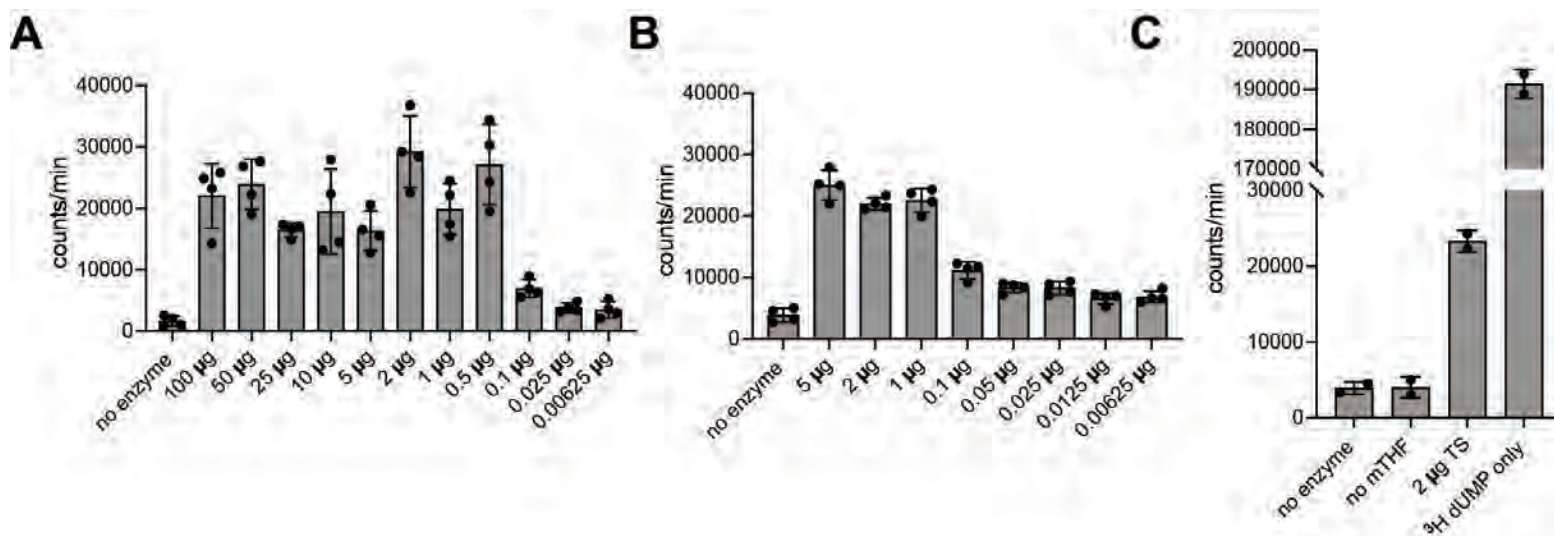 A
B
C
counts/min
40000
30000
20000
10000
0
no enzyme
100 µg
50 µg
25 µg
10 µg
5 µg
2 µg
1 µg
0.5 µg
0.1 µg
0.025 µg
0.00625 µg
counts/min
40000
30000
20000
10000
0
no enzyme
5 µg
2 µg
1 µg
0.1 µg
0.05 µg
0.025 µg
0.0125 µg
0.00625 µg
counts/min
200000
190000
180000
170000
30000
20000
10000
0
no enzyme
no mTHF
2 µg TS
³H dUMP only